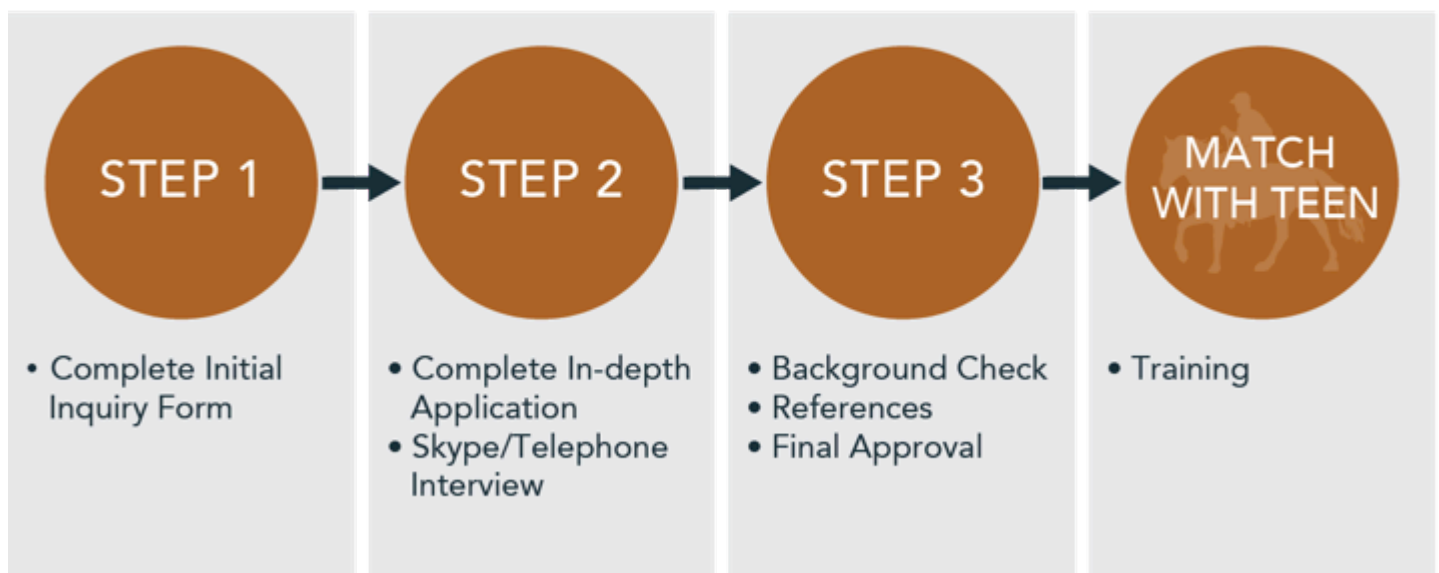 STEP 1
• Complete Initial
Inquiry Form
STEP 2
• Complete In-depth
Application
• Skype/Telephone
Interview
STEP 3
• Background Check
• References
• Final Approval
MATCH
WITH TEEN
• Training